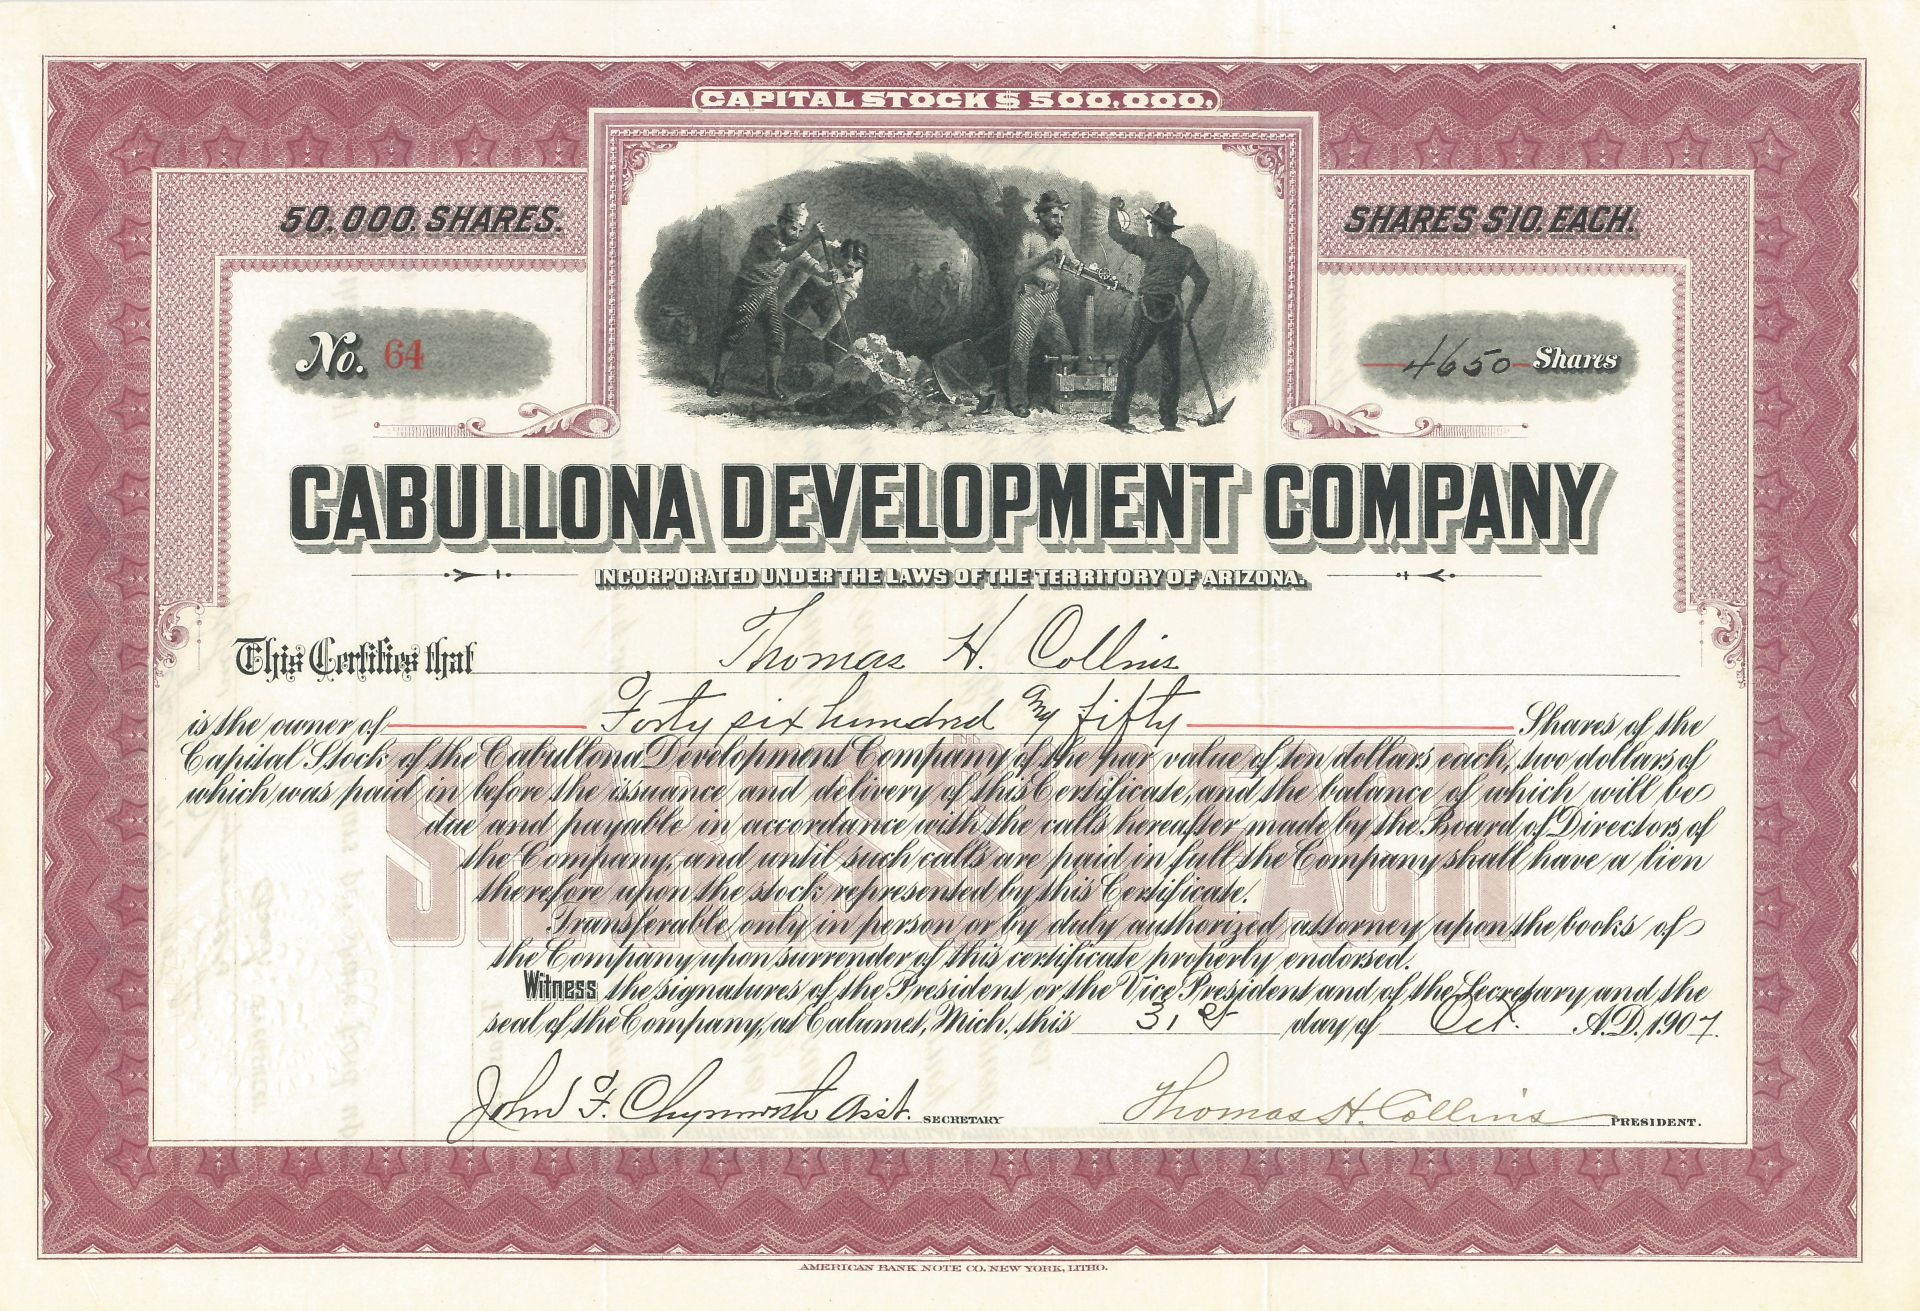 CAPITAL STOCK $500,000.
50,000. SHARES.
SHARES $10. EACH.
No. 64
4650 Shares
CABULLONA DEVELOPMENT COMPANY
INCORPORATED UNDER THE LAWS OF THE TERRITORY OF ARIZONA.
This Certifies that Thomas H. Collins
is the owner of Forty six hundred and fifty Shares of the
Capital Stock of the Cabullona Development Company of the par value of ten dollars each, two dollars of
which was paid in before the issuance and delivery of this Certificate, and the balance of which will be
due and payable in accordance with the calls hereafter made by the Board of Directors of
the Company, and until such calls are paid in full the Company shall have a lien
therefore upon the stock represented by this Certificate.
SHARES $10 EACH
Transferable only in person or by duly authorized attorney upon the books of
the Company upon surrender of this certificate properly endorsed.
Witness the signatures of the President or the Vice President and of the Secretary and the
seal of the Company, at Calumet, Mich. this 31st day of Oct. A.D. 1907.
John F. Chynoweth Asst. SECRETARY
Thomas H. Collins PRESIDENT.
AMERICAN BANK NOTE CO. NEW YORK, LITHO.